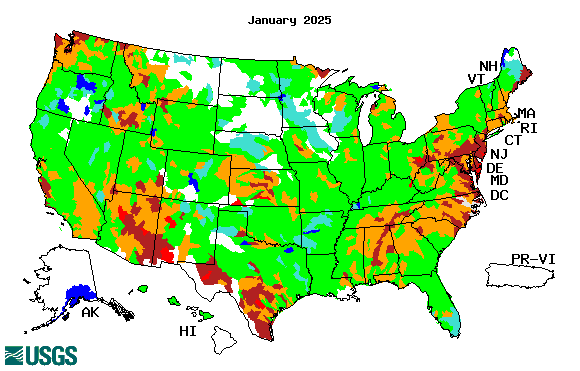 January 2025
NH
VT
MA
RI
CT
NJ
DE
MD
DC
PR-VI
AK
HI
USGS